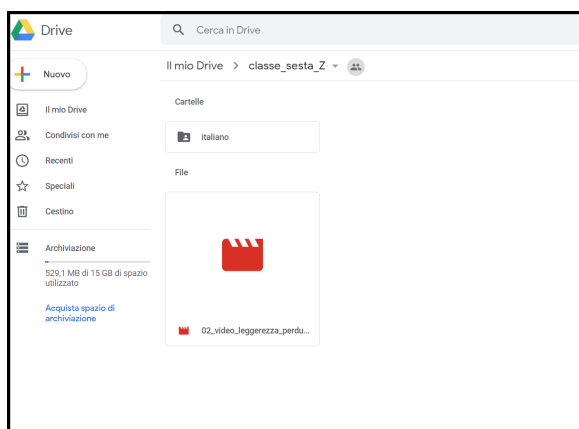 Drive
Cerca in Drive
Nuovo
Il mio Drive > classe_sesta_Z
Cartelle
Il mio Drive
italiano
Condivisi con me
Recenti
File
Speciali
Cestino
Archiviazione
529,1 MB di 15 GB di spazio
utilizzato
Acquista spazio di
archiviazione
02_video_leggerezza_perdu...